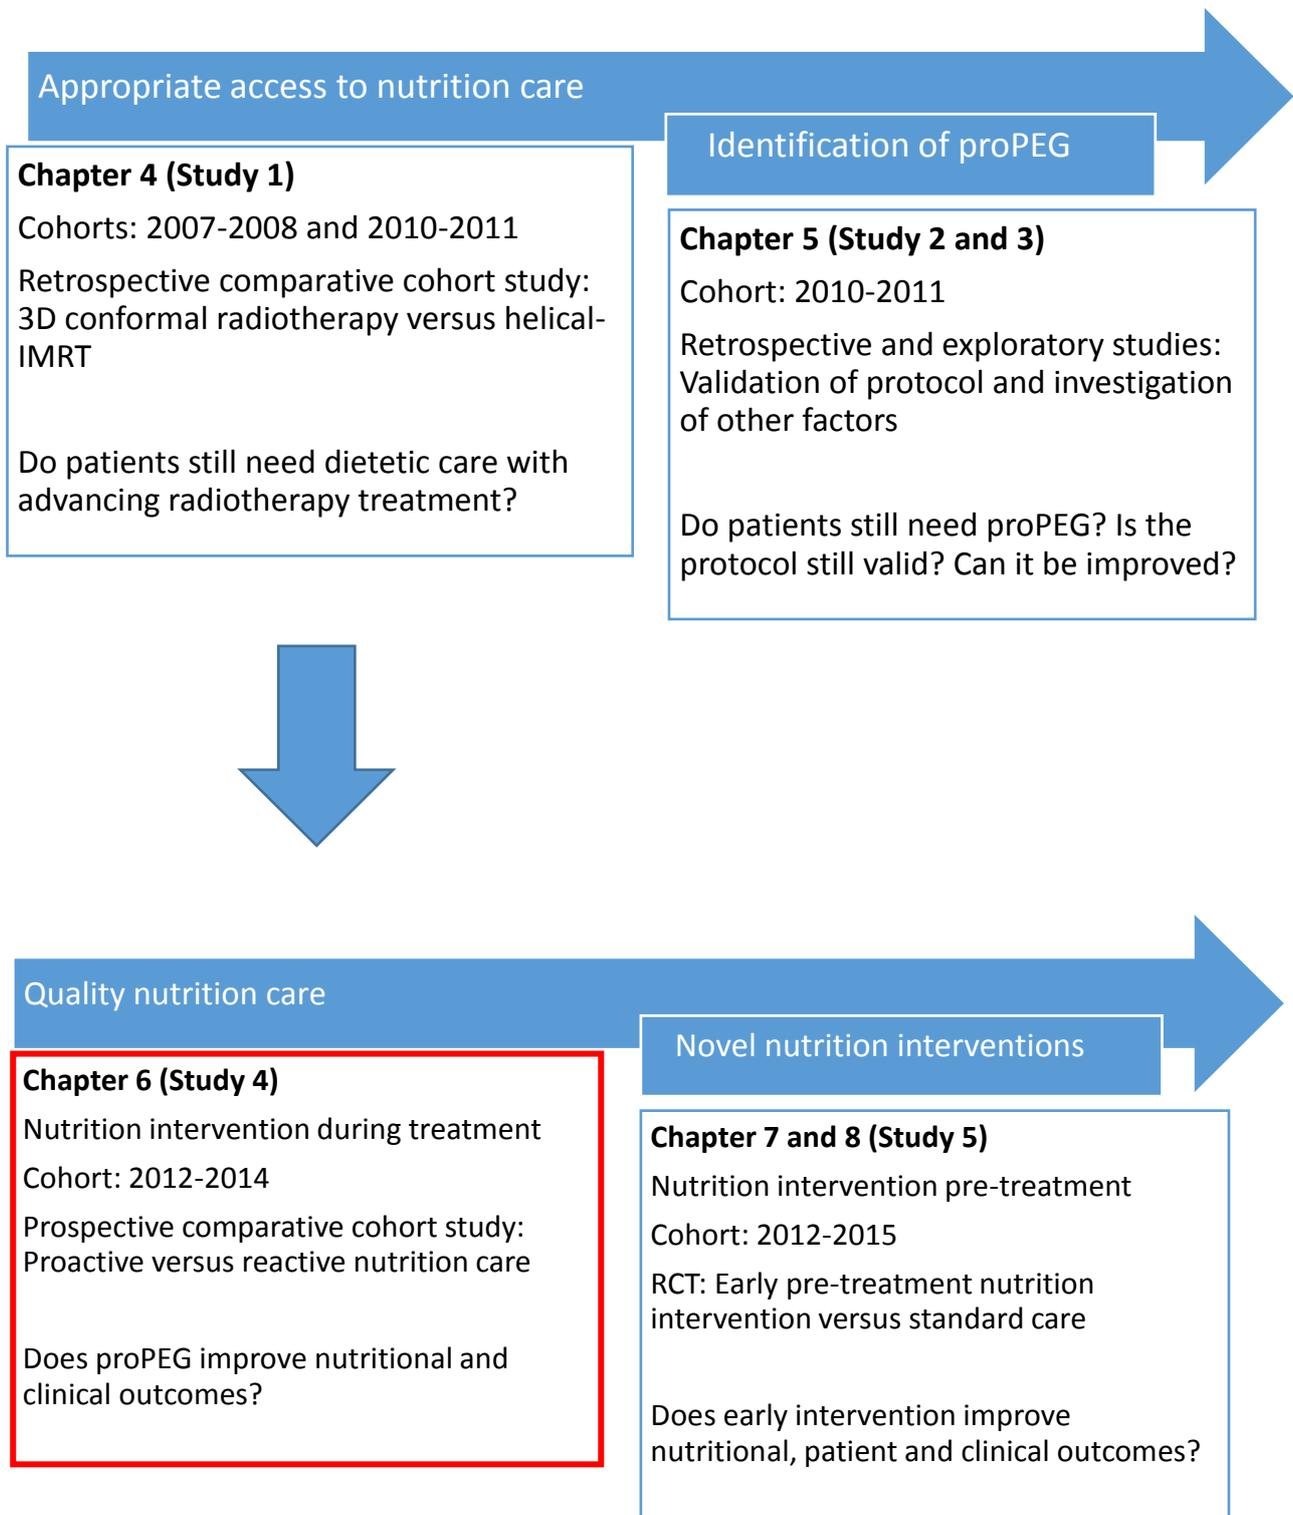 Appropriate access to nutrition care
Identification of proPEG
Chapter 4 (Study 1)
Cohorts: 2007-2008 and 2010-2011
Retrospective comparative cohort study:
3D conformal radiotherapy versus helical-
IMRT
Do patients still need dietetic care with
advancing radiotherapy treatment?
Chapter 5 (Study 2 and 3)
Cohort: 2010-2011
Retrospective and exploratory studies:
Validation of protocol and investigation
of other factors
Do patients still need proPEG? Is the
protocol still valid? Can it be improved?
Quality nutrition care
Novel nutrition interventions
Chapter 6 (Study 4)
Nutrition intervention during treatment
Cohort: 2012-2014
Prospective comparative cohort study:
Proactive versus reactive nutrition care
Does proPEG improve nutritional and
clinical outcomes?
Chapter 7 and 8 (Study 5)
Nutrition intervention pre-treatment
Cohort: 2012-2015
RCT: Early pre-treatment nutrition
intervention versus standard care
Does early intervention improve
nutritional, patient and clinical outcomes?